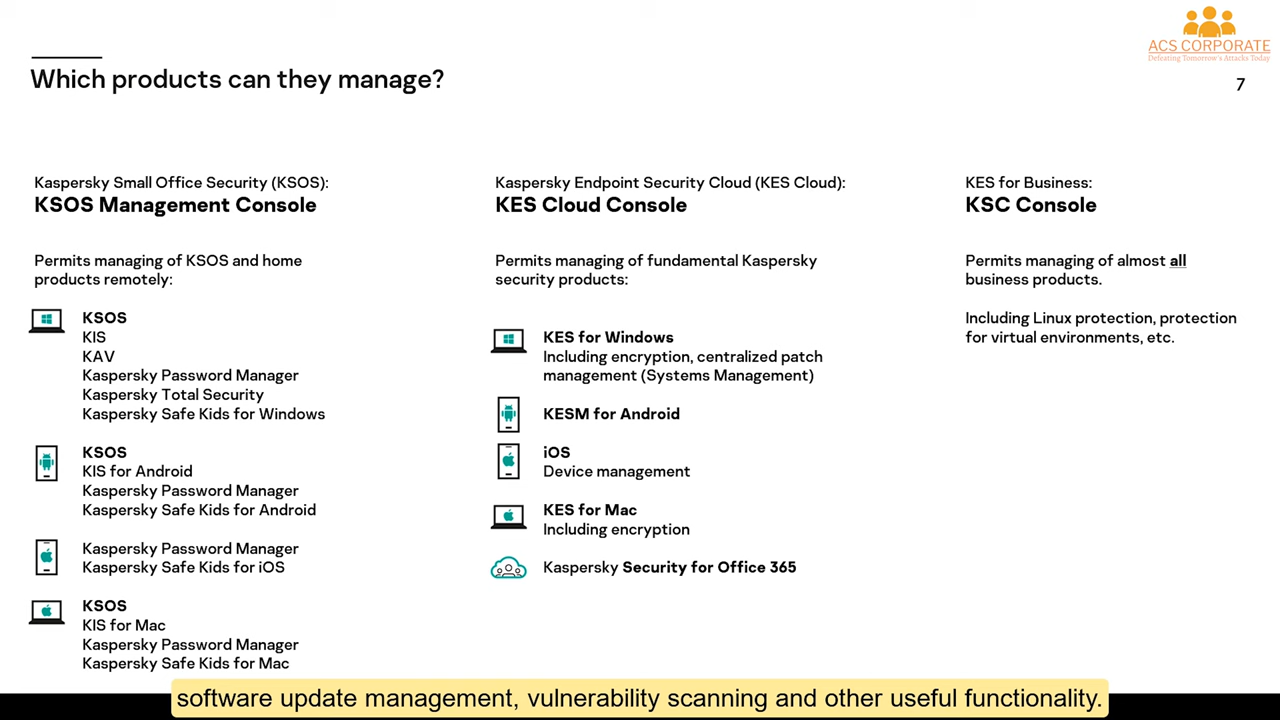 ACS CORPORATE
Defeating Tomorrow's Attacks Today
Which products can they manage?
7
Kaspersky Small Office Security (KSOS):
KSOS Management Console
Permits managing of KSOS and home
products remotely:
KSOS
KIS
KAV
Kaspersky Password Manager
Kaspersky Total Security
Kaspersky Safe Kids for Windows
KSOS
KIS for Android
Kaspersky Password Manager
Kaspersky Safe Kids for Android
Kaspersky Password Manager
Kaspersky Safe Kids for iOS
KSOS
KIS for Mac
Kaspersky Password Manager
Kaspersky Safe Kids for Mac
Kaspersky Endpoint Security Cloud (KES Cloud):
KES Cloud Console
Permits managing of fundamental Kaspersky
security products:
KES for Windows
Including encryption, centralized patch
management (Systems Management)
KESM for Android
iOS
Device management
KES for Mac
Including encryption
Kaspersky Security for Office 365
KES for Business:
KSC Console
Permits managing of almost all
business products.
Including Linux protection, protection
for virtual environments, etc.
software update management, vulnerability scanning and other useful functionality.